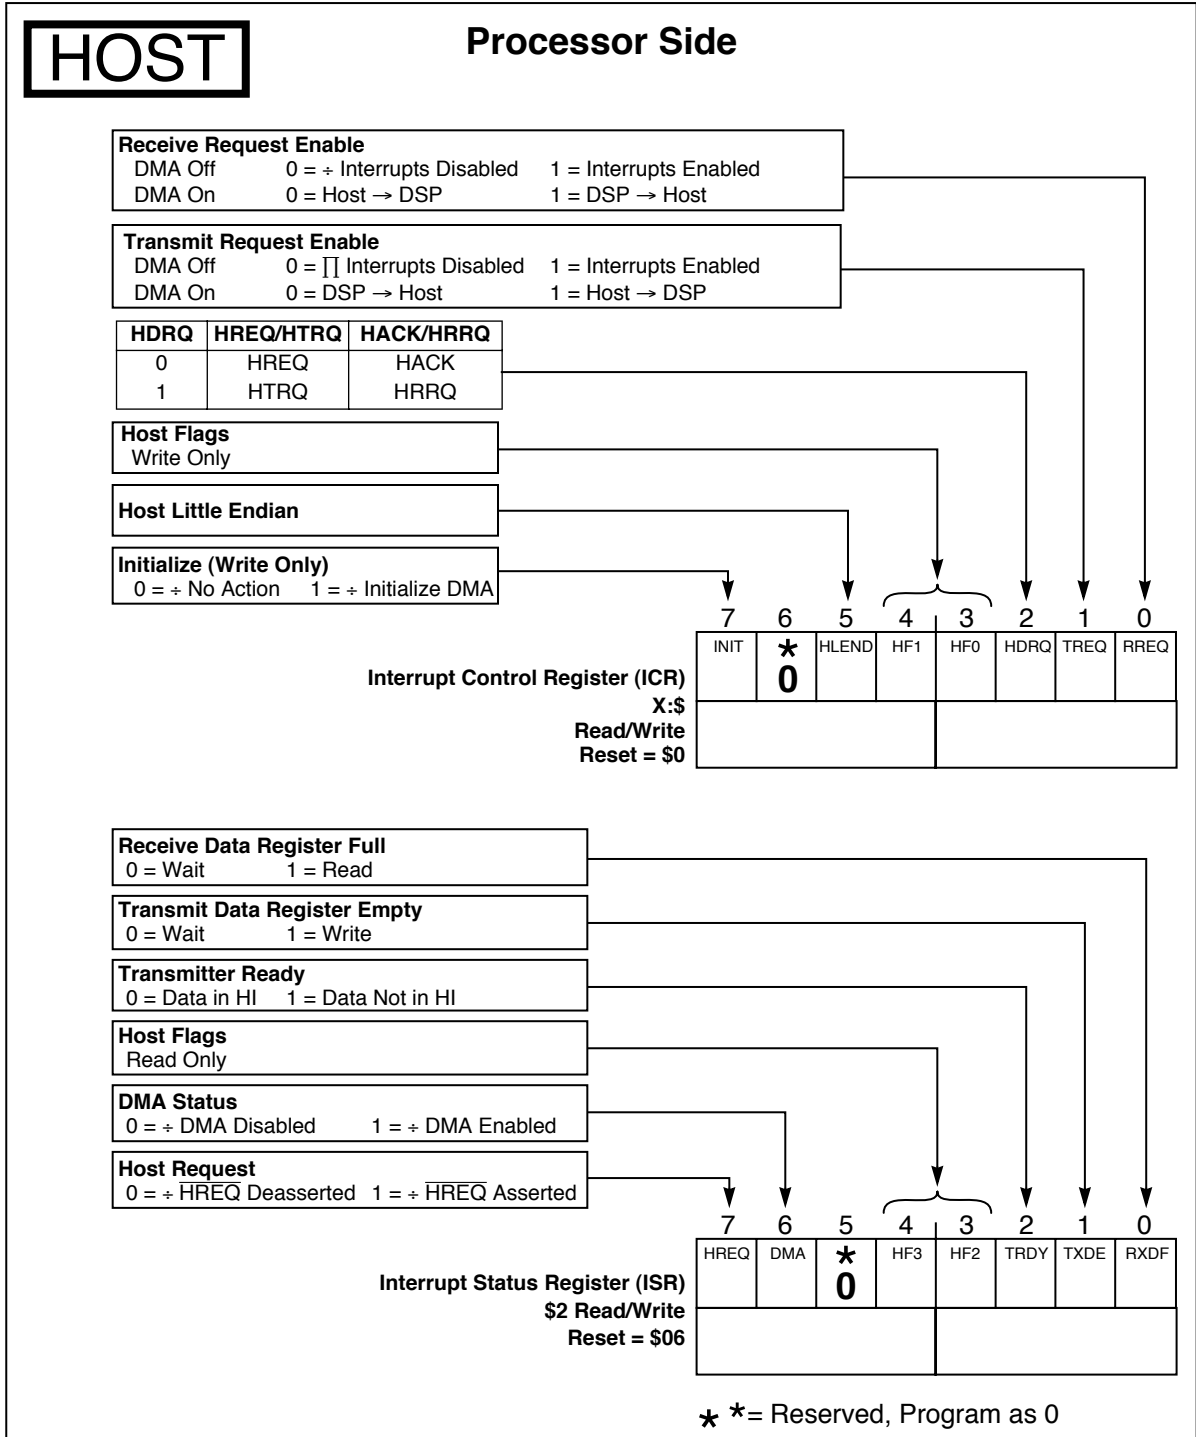 HOST
Processor Side
Receive Request Enable
DMA Off 0 = ÷ Interrupts Disabled 1 = Interrupts Enabled
DMA On 0 = Host → DSP 1 = DSP → Host
Transmit Request Enable
DMA Off 0 = ∏ Interrupts Disabled 1 = Interrupts Enabled
DMA On 0 = DSP → Host 1 = Host → DSP
HDRQ HREQ/HTRQ HACK/HRRQ
0 HREQ HACK
1 HTRQ HRRQ
Host Flags
Write Only
Host Little Endian
Initialize (Write Only)
0 = ÷ No Action 1 = ÷ Initialize DMA
7 6 5 4 3 2 1 0
INIT * HLEND HF1 HF0 HDRQ TREQ RREQ
0
Interrupt Control Register (ICR)
X:$
Read/Write
Reset = $0
Receive Data Register Full
0 = Wait 1 = Read
Transmit Data Register Empty
0 = Wait 1 = Write
Transmitter Ready
0 = Data in HI 1 = Data Not in HI
Host Flags
Read Only
DMA Status
0 = ÷ DMA Disabled 1 = ÷ DMA Enabled
Host Request
0 = ÷ H̅R̅E̅Q̅ Deasserted 1 = ÷ H̅R̅E̅Q̅ Asserted
7 6 5 4 3 2 1 0
HREQ DMA * HF3 HF2 TRDY TXDE RXDF
0
Interrupt Status Register (ISR)
$2 Read/Write
Reset = $06
* *= Reserved, Program as 0